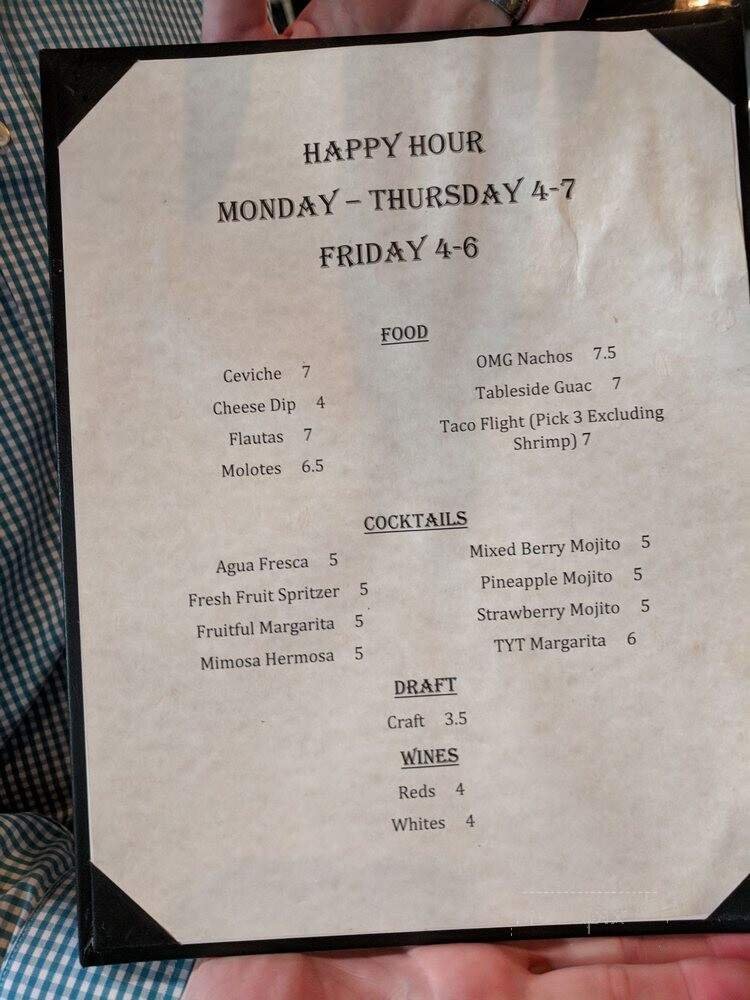 HAPPY HOUR
MONDAY – THURSDAY 4-7
FRIDAY 4-6
FOOD
Ceviche 7
Cheese Dip 4
Flautas 7
Molotes 6.5
OMG Nachos 7.5
Tableside Guac 7
Taco Flight (Pick 3 Excluding
Shrimp) 7
COCKTAILS
Agua Fresca 5
Fresh Fruit Spritzer 5
Fruitful Margarita 5
Mimosa Hermosa 5
Mixed Berry Mojito 5
Pineapple Mojito 5
Strawberry Mojito 5
TYT Margarita 6
DRAFT
Craft 3.5
WINES
Reds 4
Whites 4